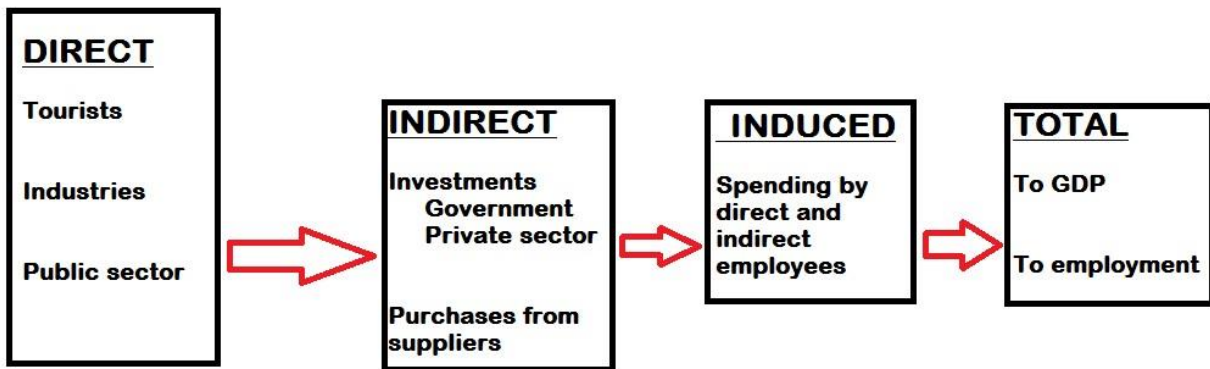 DIRECT
Tourists
Industries
Public sector
INDIRECT
Investments
Government
Private sector
Purchases from
suppliers
INDUCED
Spending by
direct and
indirect
employees
TOTAL
To GDP
To employment